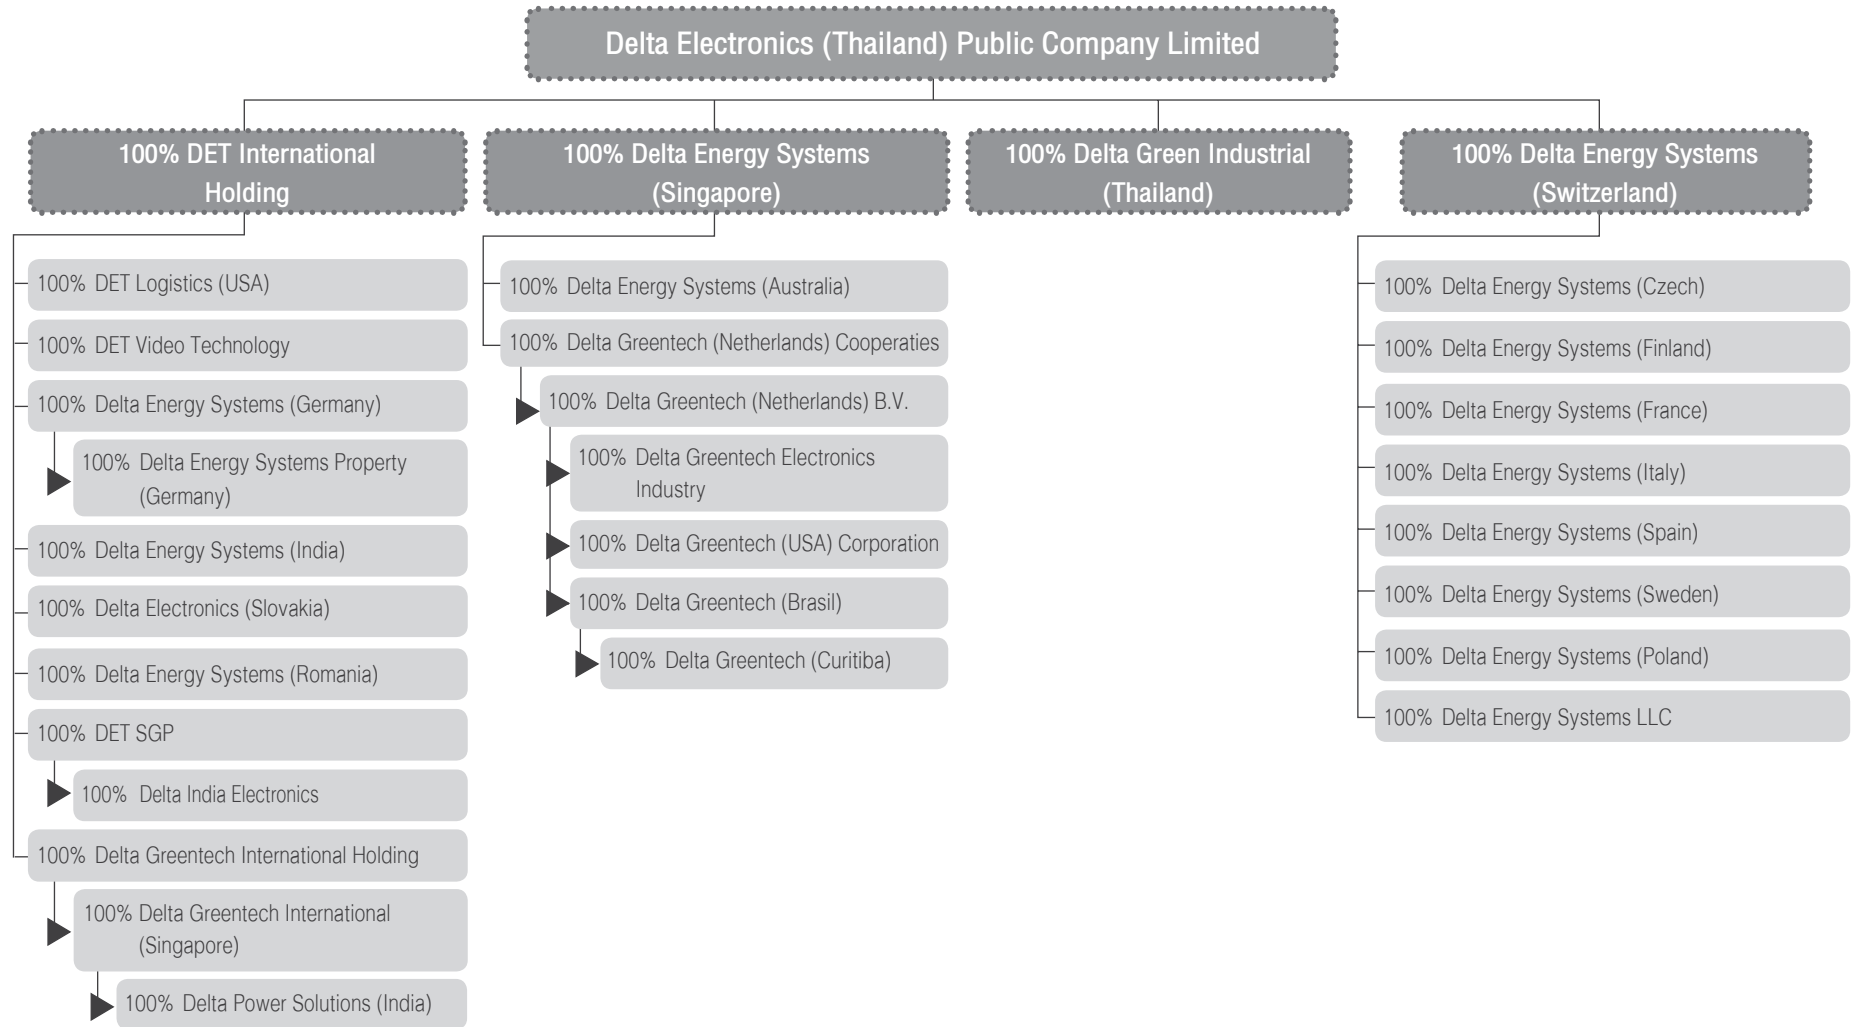 Delta Electronics (Thailand) Public Company Limited
100% DET International
Holding
100% DET Logistics (USA)
100% DET Video Technology
100% Delta Energy Systems (Germany)
100% Delta Energy Systems Property
(Germany)
100% Delta Energy Systems (India)
100% Delta Electronics (Slovakia)
100% Delta Energy Systems (Romania)
100% DET SGP
100% Delta India Electronics
100% Delta Greentech International Holding
100% Delta Greentech International
(Singapore)
100% Delta Power Solutions (India)
100% Delta Energy Systems
(Singapore)
100% Delta Energy Systems (Australia)
100% Delta Greentech (Netherlands) Cooperaties
100% Delta Greentech (Netherlands) B.V.
100% Delta Greentech Electronics
Industry
100% Delta Greentech (USA) Corporation
100% Delta Greentech (Brasil)
100% Delta Greentech (Curitiba)
100% Delta Green Industrial
(Thailand)
100% Delta Energy Systems
(Switzerland)
100% Delta Energy Systems (Czech)
100% Delta Energy Systems (Finland)
100% Delta Energy Systems (France)
100% Delta Energy Systems (Italy)
100% Delta Energy Systems (Spain)
100% Delta Energy Systems (Sweden)
100% Delta Energy Systems (Poland)
100% Delta Energy Systems LLC